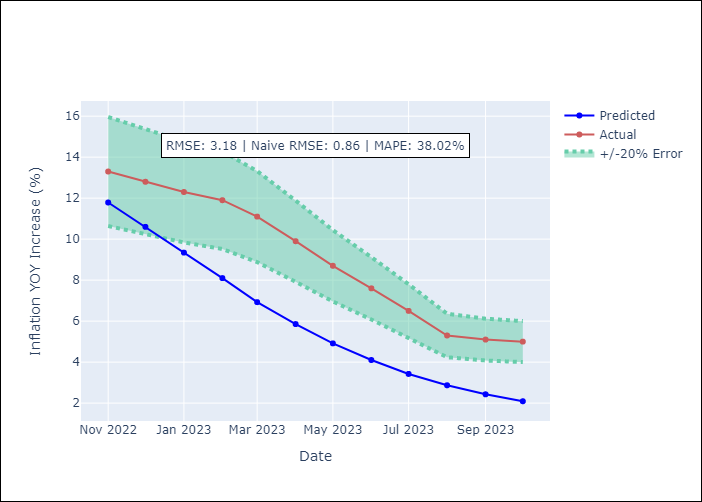 RMSE: 3.18 | Naive RMSE: 0.86 | MAPE: 38.02%
Predicted
Actual
+/-20% Error
Inflation YOY Increase (%)
16
14
12
10
8
6
4
2
Nov 2022
Jan 2023
Mar 2023
May 2023
Jul 2023
Sep 2023
Date